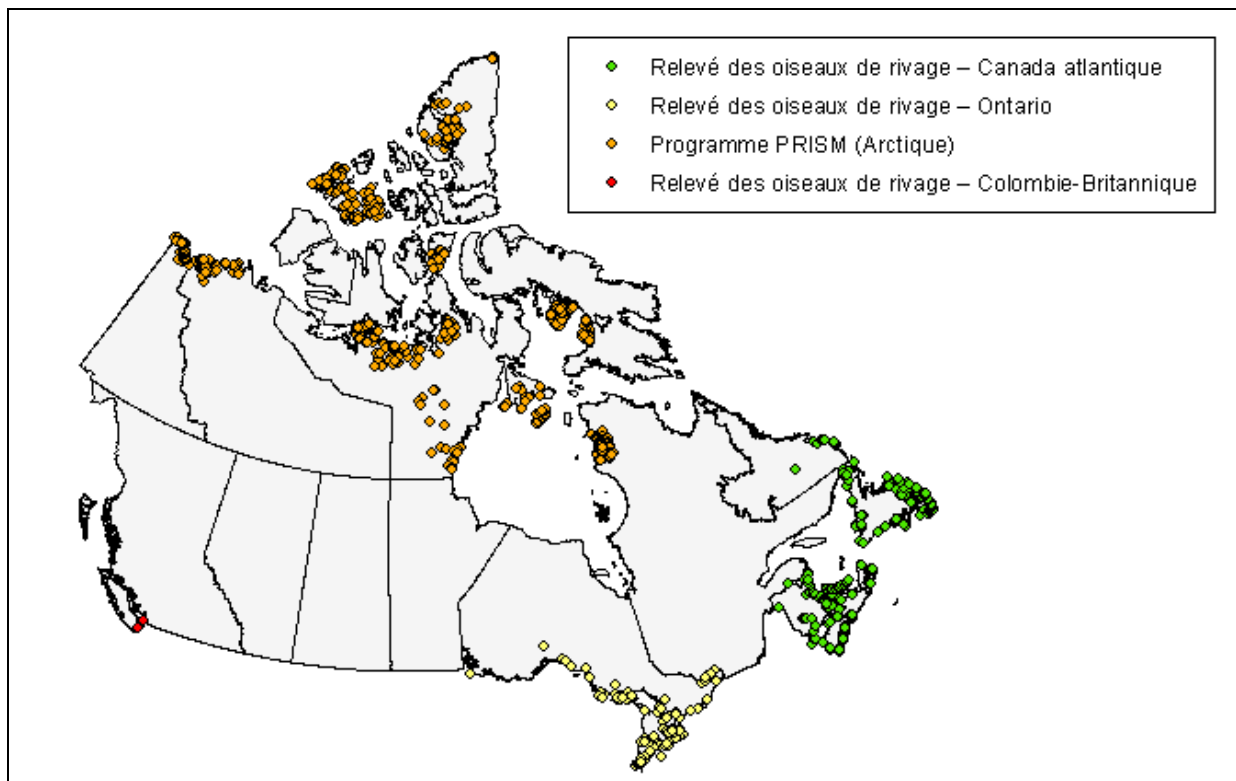 Relevé des oiseaux de rivage – Canada atlantique
Relevé des oiseaux de rivage – Ontario
Programme PRISM (Arctique)
Relevé des oiseaux de rivage – Colombie-Britannique